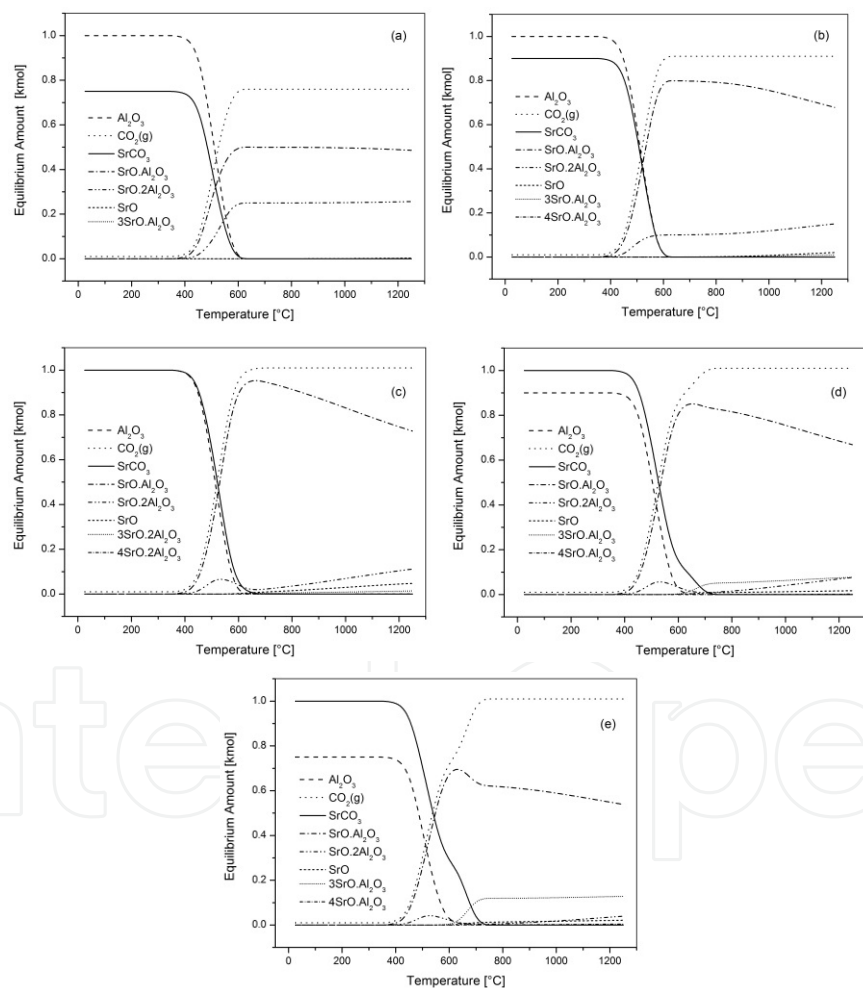 (a)
Equilibrium Amount [kmol]
1.0
0.8
0.6
0.4
0.2
0.0
Al₂O₃
CO₂(g)
SrCO₃
SrO.Al₂O₃
SrO.2Al₂O₃
SrO
3SrO.Al₂O₃
0 200 400 600 800 1000 1200
Temperature [°C]
(b)
Equilibrium Amount [kmol]
1.0
0.8
0.6
0.4
0.2
0.0
Al₂O₃
CO₂(g)
SrCO₃
SrO.Al₂O₃
SrO.2Al₂O₃
SrO
3SrO.Al₂O₃
4SrO.Al₂O₃
0 200 400 600 800 1000 1200
Temperature [°C]
(c)
Equilibrium Amount [kmol]
1.0
0.8
0.6
0.4
0.2
0.0
Al₂O₃
CO₂(g)
SrCO₃
SrO.Al₂O₃
SrO.2Al₂O₃
SrO
3SrO.2Al₂O₃
4SrO.2Al₂O₃
0 200 400 600 800 1000 1200
Temperature [°C]
(d)
Equilibrium Amount [kmol]
1.0
0.8
0.6
0.4
0.2
0.0
Al₂O₃
CO₂(g)
SrCO₃
SrO.Al₂O₃
SrO.2Al₂O₃
SrO
3SrO.Al₂O₃
4SrO.Al₂O₃
0 200 400 600 800 1000 1200
Temperature [°C]
(e)
Equilibrium Amount [kmol]
1.0
0.8
0.6
0.4
0.2
0.0
Al₂O₃
CO₂(g)
SrCO₃
SrO.Al₂O₃
SrO.2Al₂O₃
SrO
3SrO.Al₂O₃
4SrO.Al₂O₃
0 200 400 600 800 1000 1200
Temperature [°C]